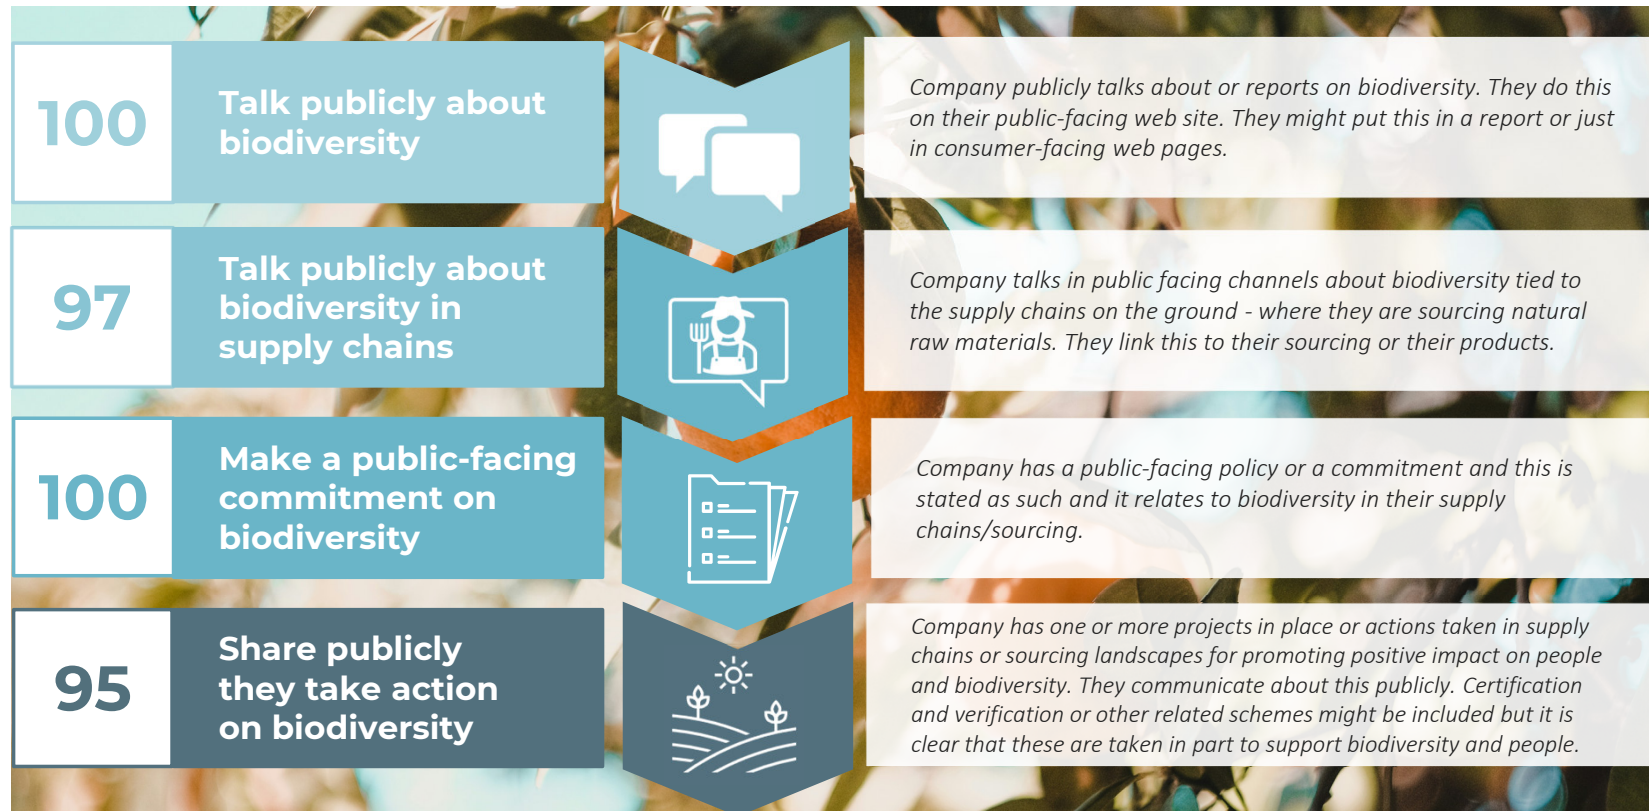 100
Talk publicly about
biodiversity
Company publicly talks about or reports on biodiversity. They do this
on their public-facing web site. They might put this in a report or just
in consumer-facing web pages.
97
Talk publicly about
biodiversity in
supply chains
Company talks in public facing channels about biodiversity tied to
the supply chains on the ground - where they are sourcing natural
raw materials. They link this to their sourcing or their products.
100
Make a public-facing
commitment on
biodiversity
Company has a public-facing policy or a commitment and this is
stated as such and it relates to biodiversity in their supply
chains/sourcing.
95
Share publicly
they take action
on biodiversity
Company has one or more projects in place or actions taken in supply
chains or sourcing landscapes for promoting positive impact on people
and biodiversity. They communicate about this publicly. Certification
and verification or other related schemes might be included but it is
clear that these are taken in part to support biodiversity and people.